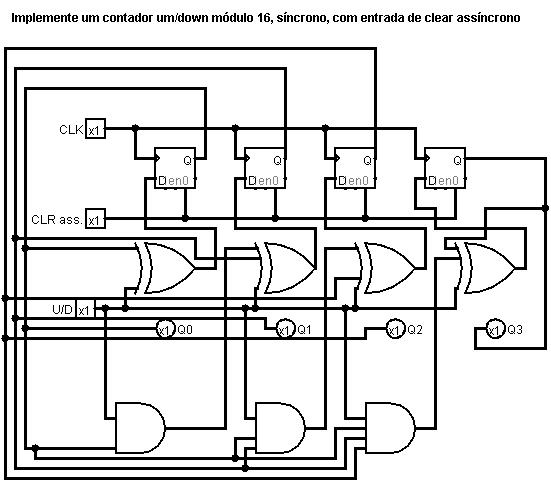 Implemente um contador um/down módulo 16, síncrono, com entrada de clear assíncrono
CLK x1
Q Q Q Q
D en0 D en0 D en0 D en0
CLR ass. x1
U/D x1
x1 Q0 x1 Q1 x1 Q2 x1 Q3